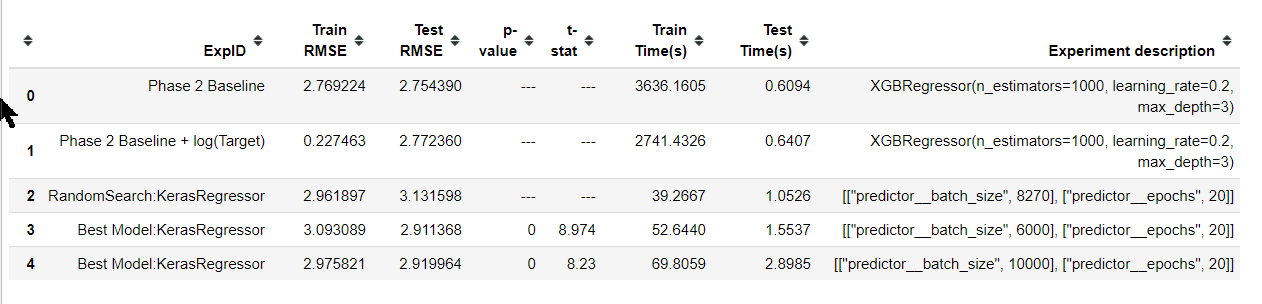 ExpID Train RMSE Test RMSE p-value t-stat Train Time(s) Test Time(s) Experiment description
0 Phase 2 Baseline 2.769224 2.754390 --- --- 3636.1605 0.6094 XGBRegressor(n_estimators=1000, learning_rate=0.2,
max_depth=3)
1 Phase 2 Baseline + log(Target) 0.227463 2.772360 --- --- 2741.4326 0.6407 XGBRegressor(n_estimators=1000, learning_rate=0.2,
max_depth=3)
2 RandomSearch:KerasRegressor 2.961897 3.131598 --- --- 39.2667 1.0526 [["predictor__batch_size", 8270], ["predictor__epochs", 20]]
3 Best Model:KerasRegressor 3.093089 2.911368 0 8.974 52.6440 1.5537 [["predictor__batch_size", 6000], ["predictor__epochs", 20]]
4 Best Model:KerasRegressor 2.975821 2.919964 0 8.23 69.8059 2.8985 [["predictor__batch_size", 10000], ["predictor__epochs", 20]]